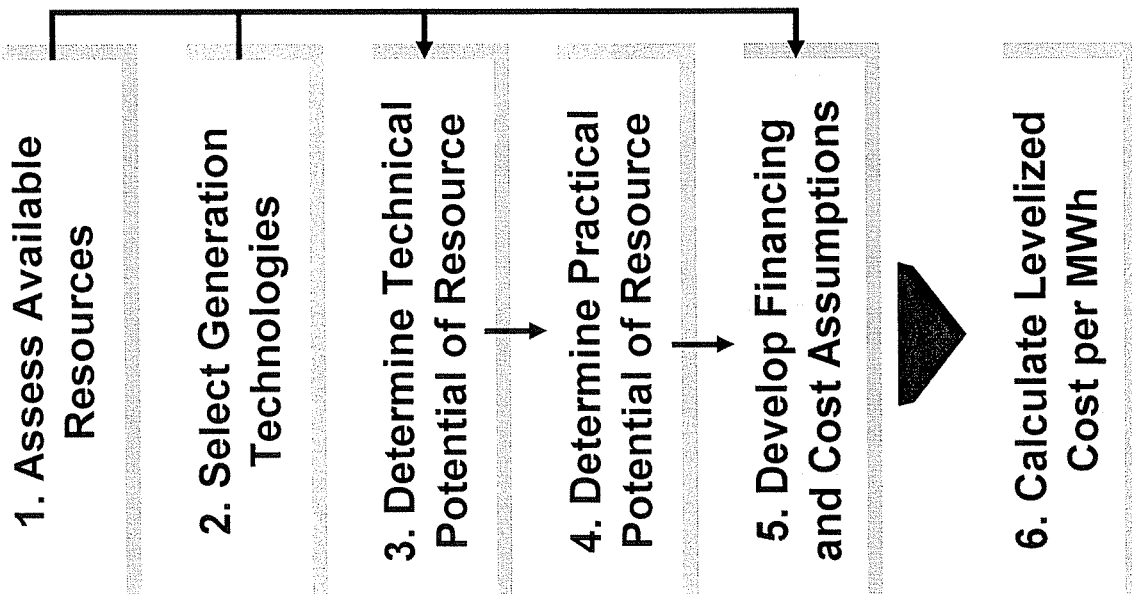 1. Assess Available
Resources
2. Select Generation
Technologies
3. Determine Technical
Potential of Resource
4. Determine Practical
Potential of Resource
5. Develop Financing
and Cost Assumptions
6. Calculate Levelized
Cost per MWh